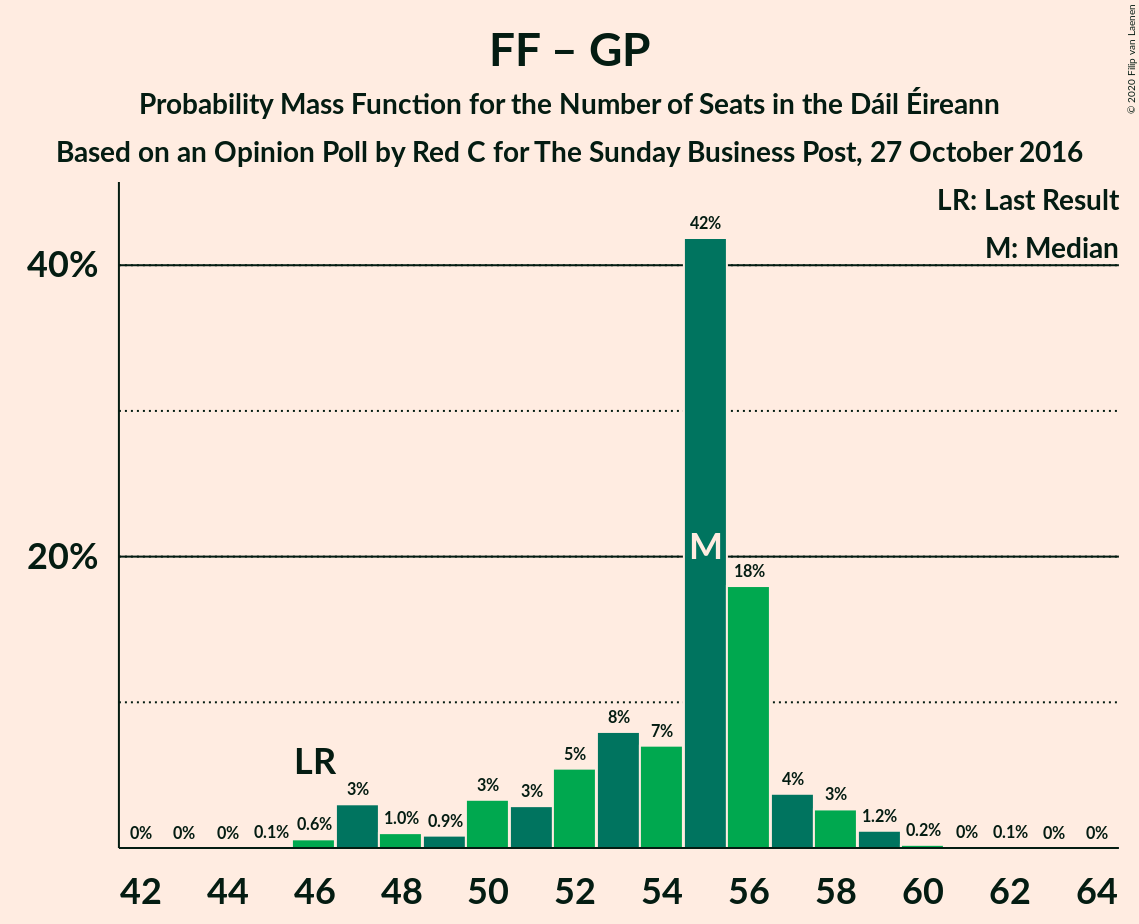 FF – GP
Probability Mass Function for the Number of Seats in the Dáil Éireann
Based on an Opinion Poll by Red C for The Sunday Business Post, 27 October 2016
© 2020 Filip van Laenen
LR: Last Result
M: Median
40%
20%
LR
M
0% 0% 0% 0.1% 0.6% 3% 1.0% 0.9% 3% 3% 5% 8% 7% 42% 18% 4% 3% 1.2% 0.2% 0% 0.1% 0% 0%
42 44 46 48 50 52 54 56 58 60 62 64